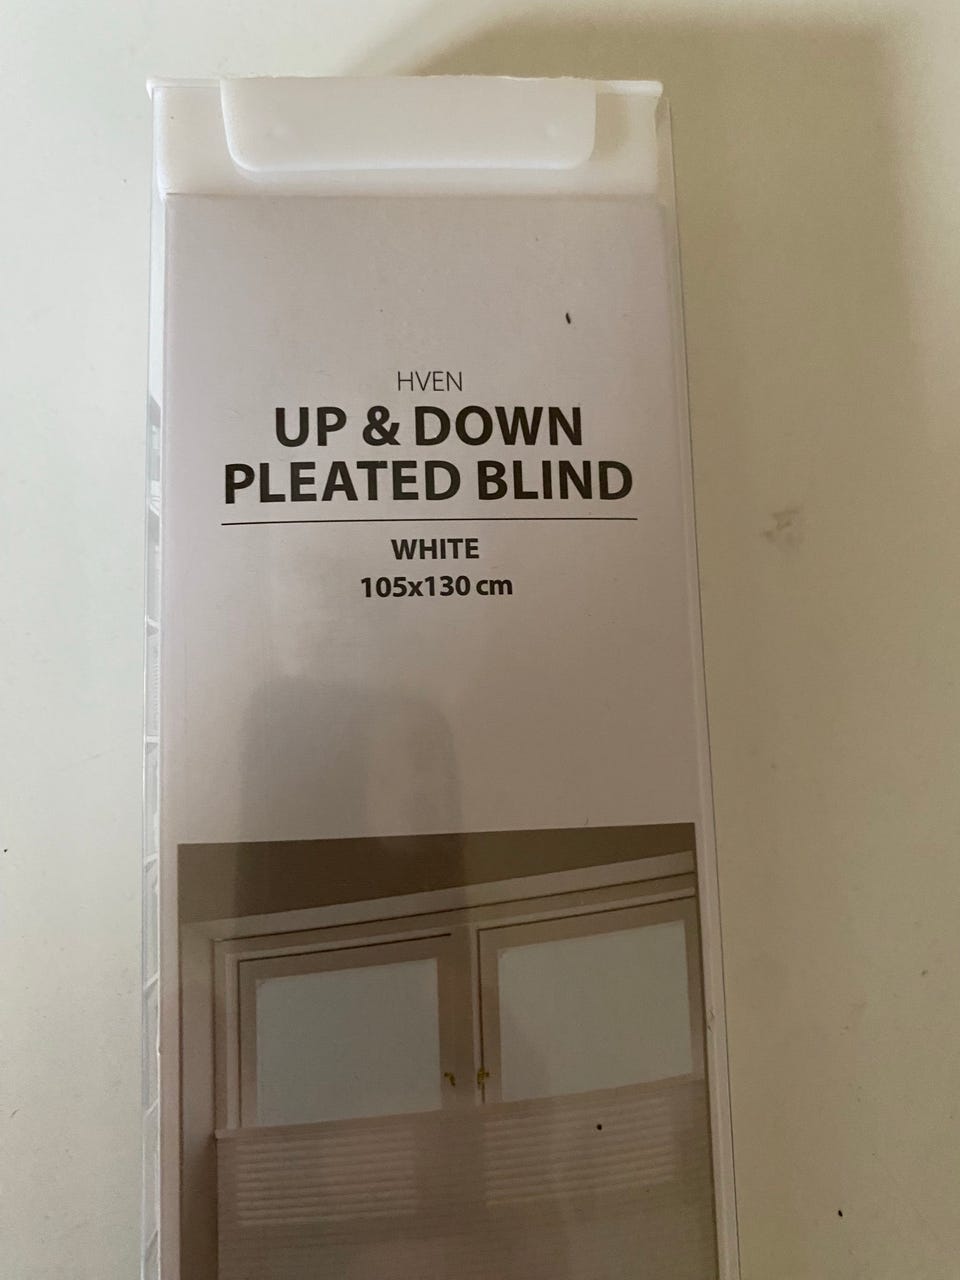 HVEN
UP & DOWN
PLEATED BLIND
WHITE
105x130 cm